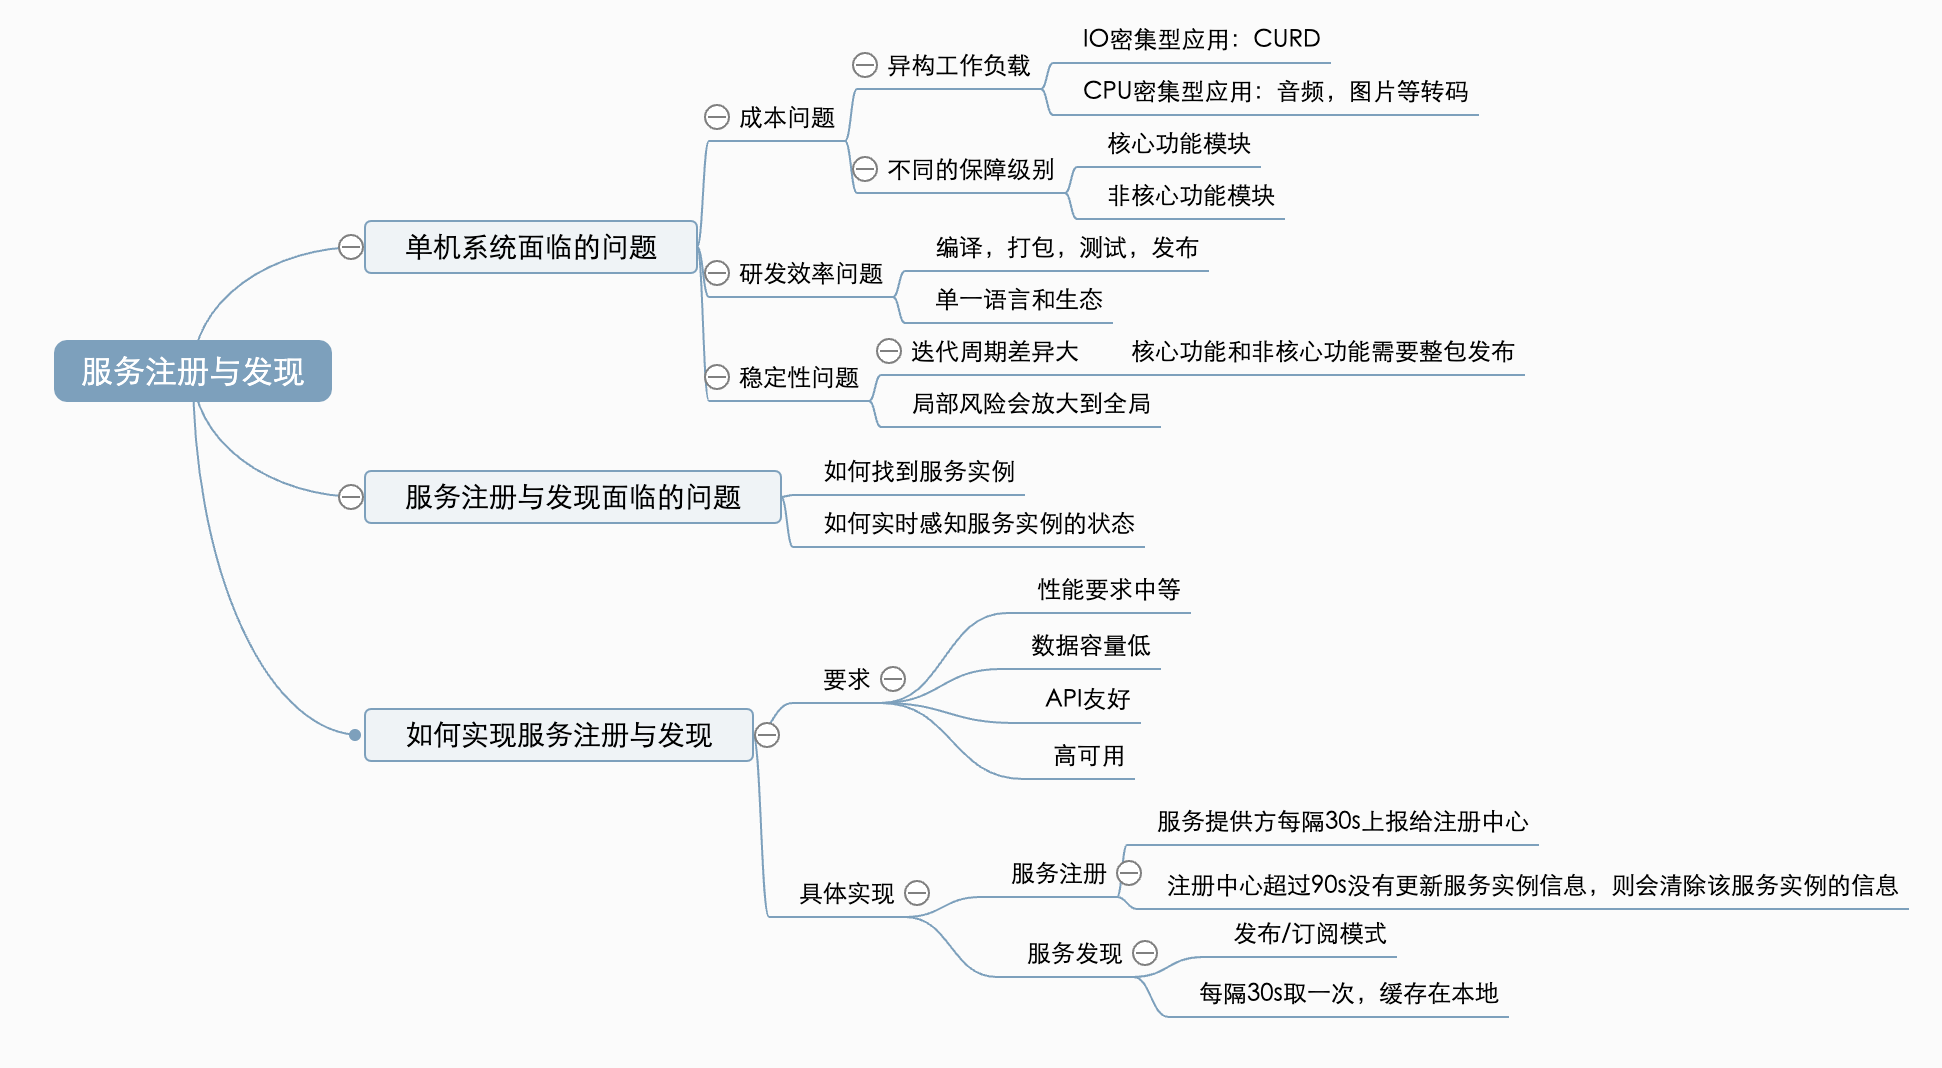 服务注册与发现
单机系统面临的问题
成本问题
异构工作负载
IO密集型应用：CURD
CPU密集型应用：音频，图片等转码
不同的保障级别
核心功能模块
非核心功能模块
研发效率问题
编译，打包，测试，发布
单一语言和生态
稳定性问题
迭代周期差异大
核心功能和非核心功能需要整包发布
局部风险会放大到全局
服务注册与发现面临的问题
如何找到服务实例
如何实时感知服务实例的状态
如何实现服务注册与发现
要求
性能要求中等
数据容量低
API友好
高可用
具体实现
服务注册
服务提供方每隔30s上报给注册中心
注册中心超过90s没有更新服务实例信息，则会清除该服务实例的信息
服务发现
发布/订阅模式
每隔30s取一次，缓存在本地